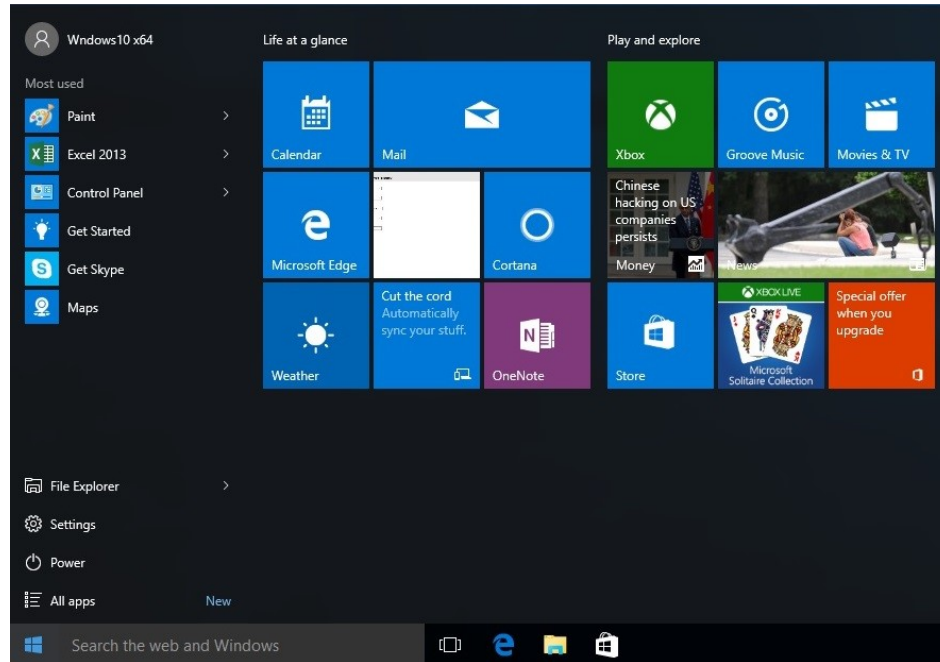 Wndows10 x64
Most used
Paint
Excel 2013
Control Panel
Get Started
Get Skype
Maps
File Explorer
Settings
Power
All apps New
Search the web and Windows
Life at a glance
Calendar
Mail
Microsoft Edge
Cortana
Weather
Cut the cord
Automatically
sync your stuff.
OneNote
Play and explore
Xbox
Groove Music
Movies & TV
Chinese
hacking on US
companies
persists
Money
News
Store
XBOX LIVE
Microsoft
Solitaire Collection
Special offer
when you
upgrade